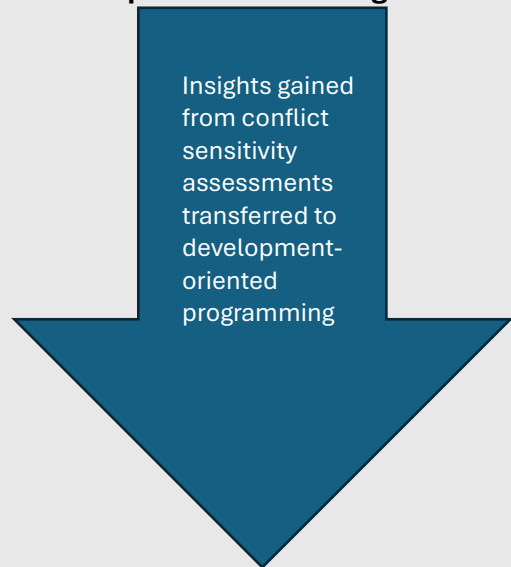 Insights gained
from conflict
sensitivity
assessments
transferred to
development-
oriented
programming